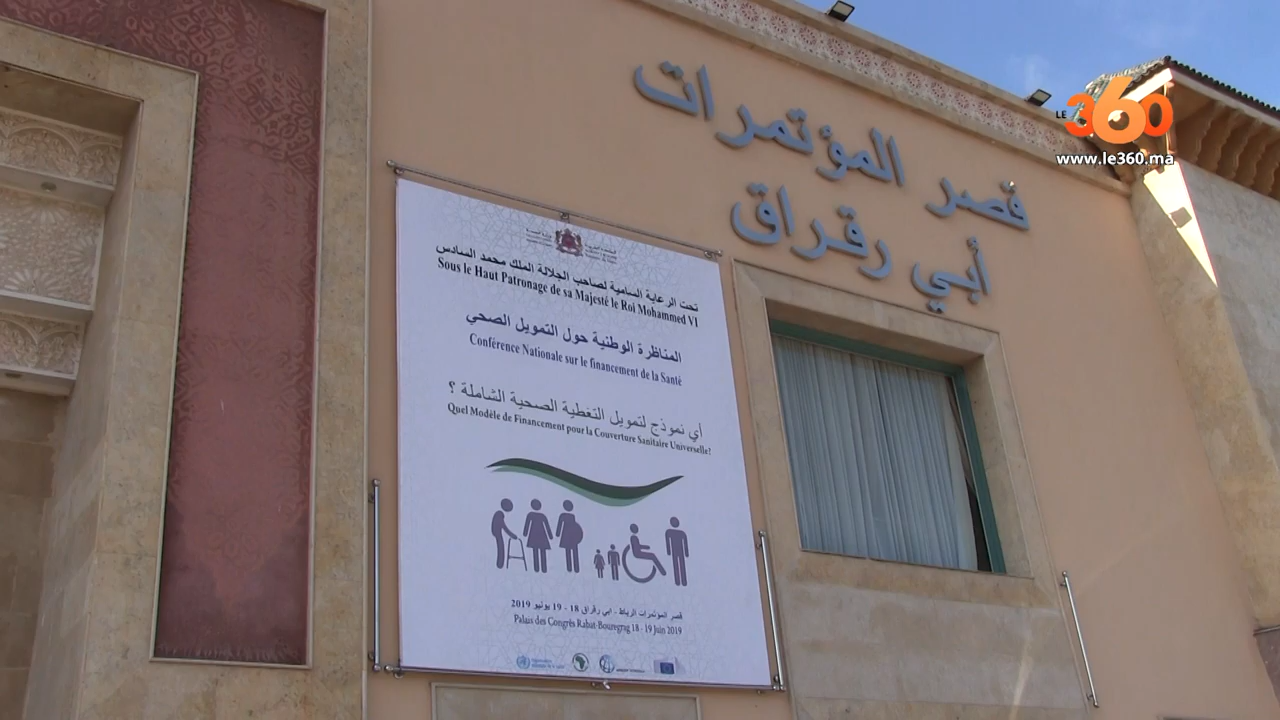 LE 360
www.le360.ma
قصر المؤتمرات
أبي رقراق
تحت الرعاية السامية لصاحب الجلالة الملك محمد السادس
Sous le Haut Patronage de sa Majesté le Roi Mohammed VI
المناظرة الوطنية حول التمويل الصحي
Conférence Nationale sur le financement de la Santé
أي نموذج لتمويل التغطية الصحية الشاملة ؟
Quel Modèle de Financement pour la Couverture Sanitaire Universelle?
قصر المؤتمرات الرباط - ابي رقراق 18 - 19 يونيو 2019
Palais des Congrès Rabat-Bouregrag 18 - 19 Juin 2019